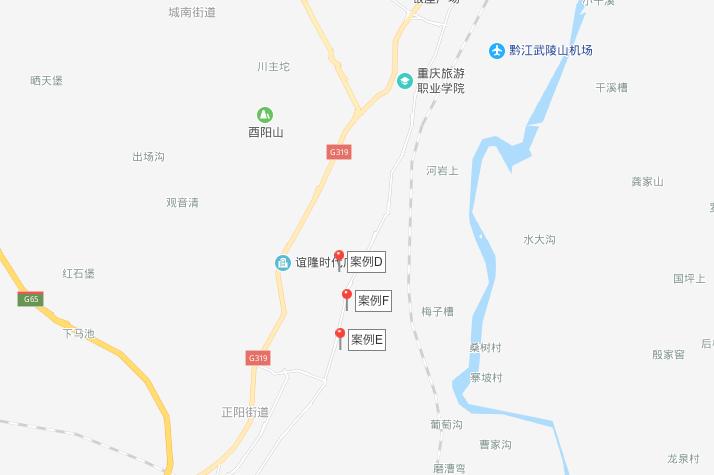 小干溪
城南街道
黔江武陵山机场
川主坨
重庆旅游
职业学院
晒天堡
干溪槽
酉阳山
G319
出场沟
河岩上
龚家山
观音清
水大沟
谊隆时代广
案例D
红石堡
国坪上
G65
案例F
梅子槽
下马池
案例E
桑树村
殷家窖
G319
寨坡村
正阳街道
葡萄沟
曹家沟
龙泉村
磨漕弯